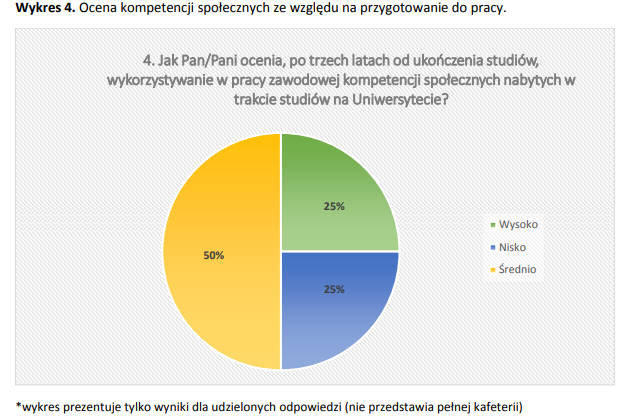 Wykres 4. Ocena kompetencji społecznych ze względu na przygotowanie do pracy.
4. Jak Pan/Pani ocenia, po trzech latach od ukończenia studiów,
wykorzystywanie w pracy zawodowej kompetencji społecznych nabytych w
trakcie studiów na Uniwersytecie?
25%
50%
25%
Wysoko
Nisko
Średnio
*wykres prezentuje tylko wyniki dla udzielonych odpowiedzi (nie przedstawia pełnej kafeterii)